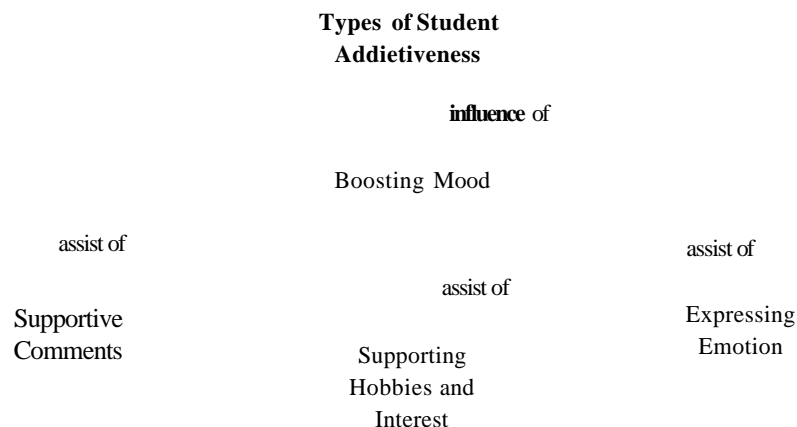 Types of Student
Addietiveness
influence of
Boosting Mood
assist of
assist of
assist of
Supportive
Comments
Supporting
Hobbies and
Interest
Expressing
Emotion